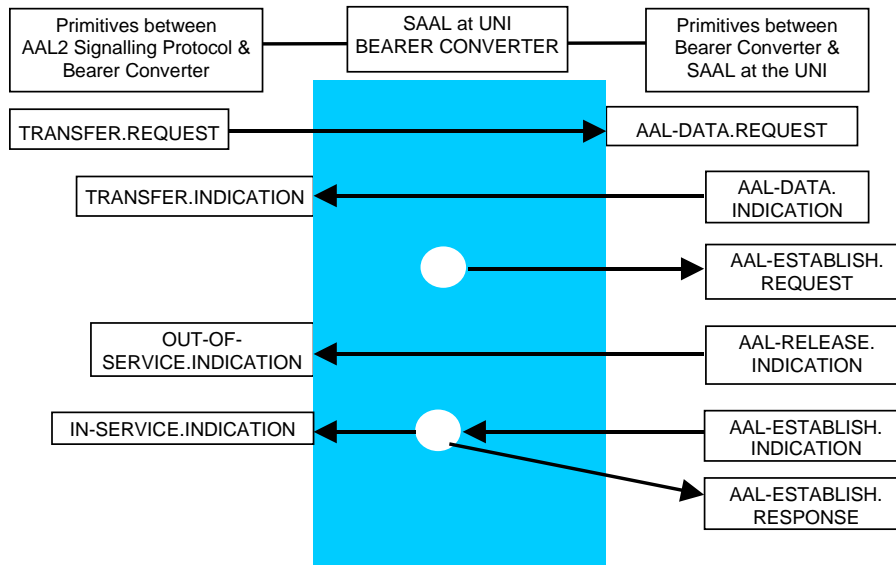 Primitives between
AAL2 Signalling Protocol &
Bearer Converter
SAAL at UNI
BEARER CONVERTER
Primitives between
Bearer Converter &
SAAL at the UNI
TRANSFER.REQUEST
AAL-DATA.REQUEST
TRANSFER.INDICATION
AAL-DATA.
INDICATION
AAL-ESTABLISH.
REQUEST
OUT-OF-
SERVICE.INDICATION
AAL-RELEASE.
INDICATION
IN-SERVICE.INDICATION
AAL-ESTABLISH.
INDICATION
AAL-ESTABLISH.
RESPONSE